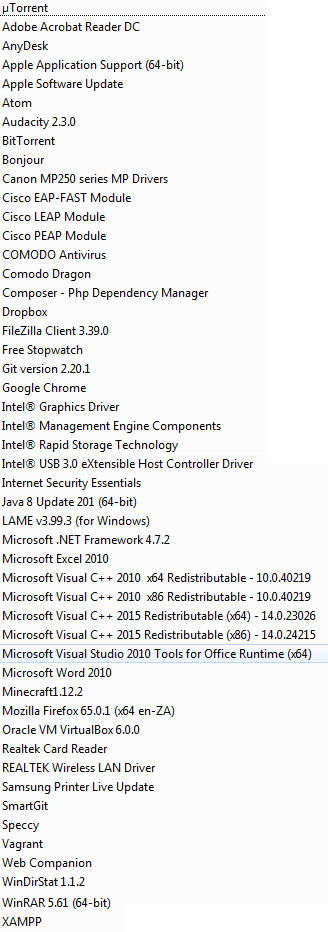 µTorrent
Adobe Acrobat Reader DC
AnyDesk
Apple Application Support (64-bit)
Apple Software Update
Atom
Audacity 2.3.0
BitTorrent
Bonjour
Canon MP250 series MP Drivers
Cisco EAP-FAST Module
Cisco LEAP Module
Cisco PEAP Module
COMODO Antivirus
Comodo Dragon
Composer - Php Dependency Manager
Dropbox
FileZilla Client 3.39.0
Free Stopwatch
Git version 2.20.1
Google Chrome
Intel® Graphics Driver
Intel® Management Engine Components
Intel® Rapid Storage Technology
Intel® USB 3.0 eXtensible Host Controller Driver
Internet Security Essentials
Java 8 Update 201 (64-bit)
LAME v3.99.3 (for Windows)
Microsoft .NET Framework 4.7.2
Microsoft Excel 2010
Microsoft Visual C++ 2010  x64 Redistributable - 10.0.40219
Microsoft Visual C++ 2010  x86 Redistributable - 10.0.40219
Microsoft Visual C++ 2015 Redistributable (x64) - 14.0.23026
Microsoft Visual C++ 2015 Redistributable (x86) - 14.0.24215
Microsoft Visual Studio 2010 Tools for Office Runtime (x64)
Microsoft Word 2010
Minecraft1.12.2
Mozilla Firefox 65.0.1 (x64 en-ZA)
Oracle VM VirtualBox 6.0.0
Realtek Card Reader
REALTEK Wireless LAN Driver
Samsung Printer Live Update
SmartGit
Speccy
Vagrant
Web Companion
WinDirStat 1.1.2
WinRAR 5.61 (64-bit)
XAMPP